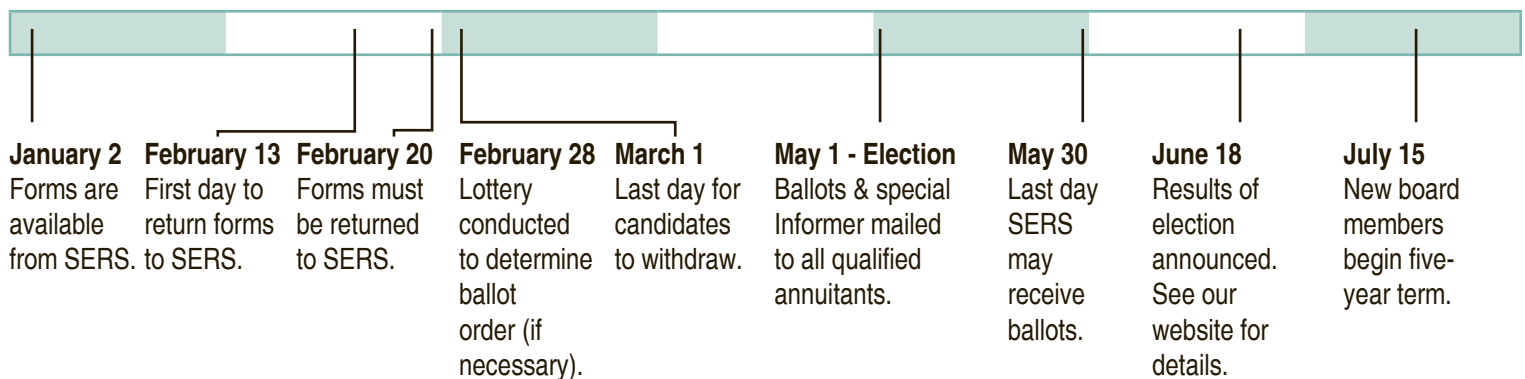 January 2
Forms are
available
from SERS.
February 13
First day to
return forms
to SERS.
February 20
Forms must
be returned
to SERS.
February 28
Lottery
conducted
to determine
ballot
order (if
necessary).
March 1
Last day for
candidates
to withdraw.
May 1 - Election
Ballots & special
Informer mailed
to all qualified
annuitants.
May 30
Last day
SERS
may
receive
ballots.
June 18
Results of
election
announced.
See our
website for
details.
July 15
New board
members
begin five-
year term.